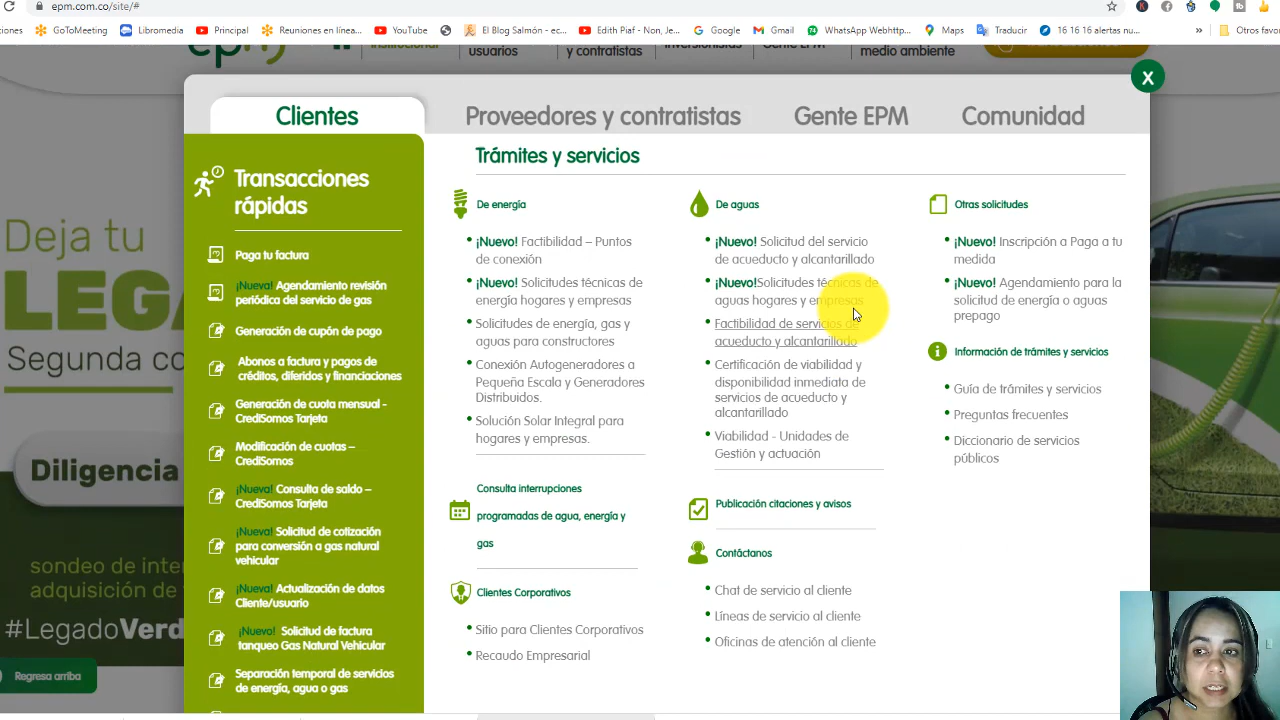 epm.com.co/site/#
ciones
GoToMeeting
Libromedia
Principal
Reuniones en línea...
YouTube
El Blog Salmón - ec...
Edith Piaf - Non, Je...
Google
Gmail
WhatsApp Webhttp...
Maps
Traducir
16 16 16 alertas nu...
»
Otros favor
epm
institucional
usuarios
y contratistas
Inversionistas
Gente EPM
medio ambiente
X
Clientes
Proveedores y contratistas
Gente EPM
Comunidad
Transacciones
rápidas
Paga tu factura
¡Nueva! Agendamiento revisión
periódica del servicio de gas
Generación de cupón de pago
Abonos a factura y pagos de
créditos, diferidos y financiaciones
Generación de cuota mensual -
CrediSomos Tarjeta
Modificación de cuotas –
CrediSomos
¡Nueva! Consulta de saldo –
CrediSomos Tarjeta
¡Nueva! Solicitud de cotización
para conversión a gas natural
vehicular
¡Nueva! Actualización de datos
Cliente/usuario
¡Nuevo! Solicitud de factura
tanqueo Gas Natural Vehicular
Separación temporal de servicios
de energía, agua o gas
Trámites y servicios
De energía
¡Nuevo! Factibilidad – Puntos
de conexión
¡Nuevo! Solicitudes técnicas de
energía hogares y empresas
Solicitudes de energía, gas y
aguas para constructores
Conexión Autogeneradores a
Pequeña Escala y Generadores
Distribuidos.
Solución Solar Integral para
hogares y empresas.
Consulta interrupciones
programadas de agua, energía y
gas
Clientes Corporativos
Sitio para Clientes Corporativos
Recaudo Empresarial
De aguas
¡Nuevo! Solicitud del servicio
de acueducto y alcantarillado
¡Nuevo!Solicitudes técnicas de
aguas hogares y empresas
Factibilidad de servicios de
acueducto y alcantarillado
Certificación de viabilidad y
disponibilidad inmediata de
servicios de acueducto y
alcantarillado
Viabilidad - Unidades de
Gestión y actuación
Publicación citaciones y avisos
Contáctanos
Chat de servicio al cliente
Líneas de servicio al cliente
Oficinas de atención al cliente
Otras solicitudes
¡Nuevo! Inscripción a Paga a tu
medida
¡Nuevo! Agendamiento para la
solicitud de energía o aguas
prepago
Información de trámites y servicios
Guía de trámites y servicios
Preguntas frecuentes
Diccionario de servicios
públicos
Deja tu
LEGA
Segunda co
Diligencia
sondeo de inter
adquisición de
#LegadoVerd
Regresa arriba